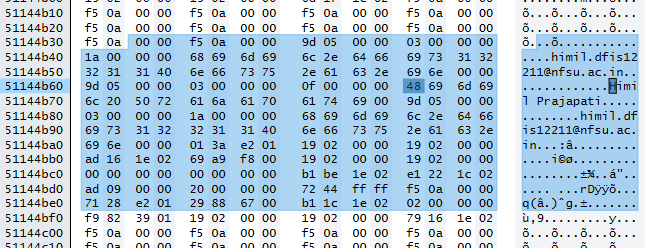 51144b10 f5 0a 00 00 f5 0a 00 00 f5 0a 00 00 f5 0a 00 00 õ...õ...õ...õ...
51144b20 f5 0a 00 00 f5 0a 00 00 f5 0a 00 00 f5 0a 00 00 õ...õ...õ...õ...
51144b30 f5 0a 00 00 f5 0a 00 00 9d 05 00 00 03 00 00 00 õ...õ...........
51144b40 1a 00 00 00 68 69 6d 69 6c 2e 64 66 69 73 31 32 ....himil.dfis12
51144b50 32 31 31 40 6e 66 73 75 2e 61 63 2e 69 6e 00 00 211@nfsu.ac.in..
51144b60 9d 05 00 00 03 00 00 00 0f 00 00 00 48 69 6d 69 ............Himi
51144b70 6c 20 50 72 61 6a 61 70 61 74 69 00 9d 05 00 00 l Prajapati.....
51144b80 03 00 00 00 1a 00 00 00 68 69 6d 69 6c 2e 64 66 ........himil.df
51144b90 69 73 31 32 32 31 31 40 6e 66 73 75 2e 61 63 2e is12211@nfsu.ac.
51144ba0 69 6e 00 00 01 3a e2 01 19 02 00 00 19 02 00 00 in...:â.........
51144bb0 ad 16 1e 02 69 a9 f8 00 19 02 00 00 19 02 00 00 ....i©ø.........
51144bc0 00 00 00 00 00 00 00 00 b1 be 1e 02 e1 22 1c 02 ........±¾..á"..
51144bd0 ad 09 00 00 20 00 00 00 72 44 ff ff f5 0a 00 00 .... ...rDÿÿõ...
51144be0 71 28 e2 01 29 88 67 00 b1 1c 1e 02 02 00 00 00 q(â.)ˆg.±.......
51144bf0 f9 82 39 01 19 02 00 00 19 02 00 00 79 16 1e 02 ù‚9.........y...
51144c00 f5 0a 00 00 f5 0a 00 00 f5 0a 00 00 f5 0a 00 00 õ...õ...õ...õ...